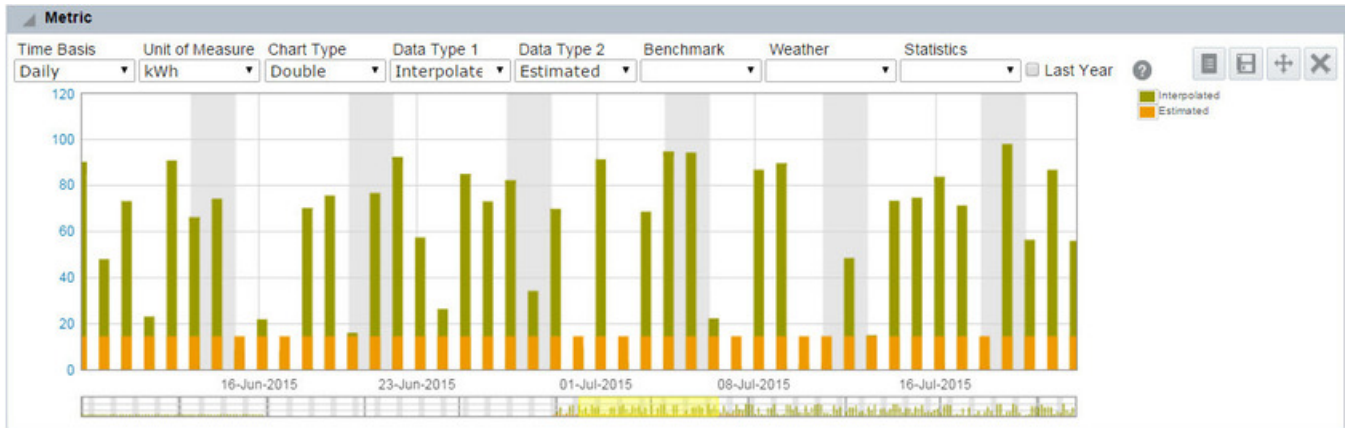 Metric
Time Basis Unit of Measure Chart Type Data Type 1 Data Type 2 Benchmark Weather Statistics
Daily kWh Double Interpolate Estimated Last Year ?
Interpolated
Estimated
120
100
80
60
40
20
0
16-Jun-2015 23-Jun-2015 01-Jul-2015 08-Jul-2015 16-Jul-2015